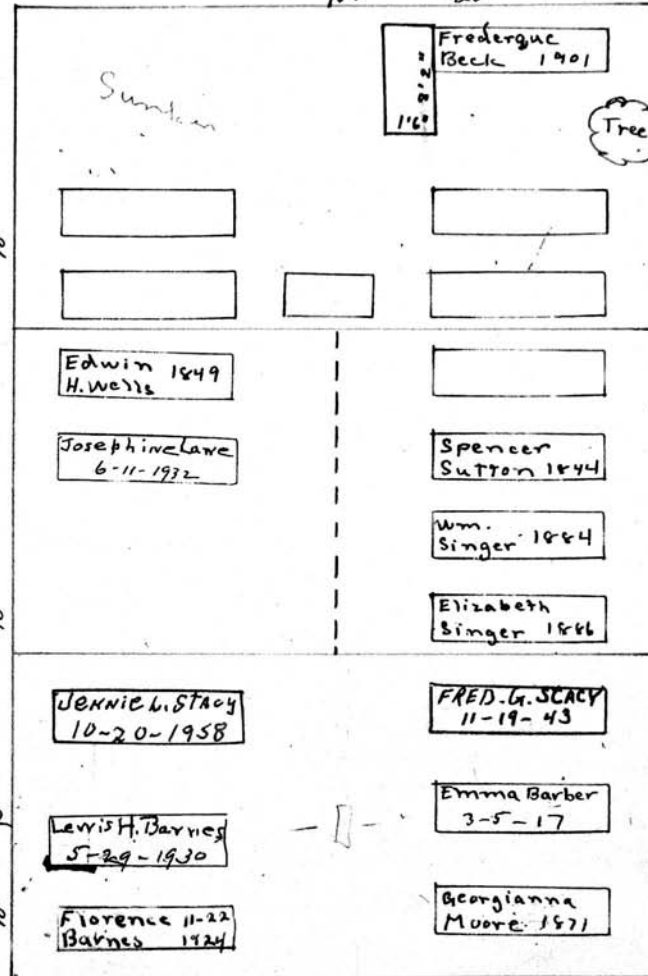 Frederque
Beck 1901
8'2"
1'6"
Sunken
Tree
Edwin 1849
H. Wells
Josephine Lane
6-11-1932
Spencer
Sutton 1844
Wm.
Singer 1884
Elizabeth
Singer 1886
JENNIE L. STACY
10-20-1958
FRED. G. STACY
11-19-43
Lewis H. Barnes
5-29-1930
Emma Barber
3-5-17
Florence 11-22
Barnes 1924
Georgianna
Moore 1871